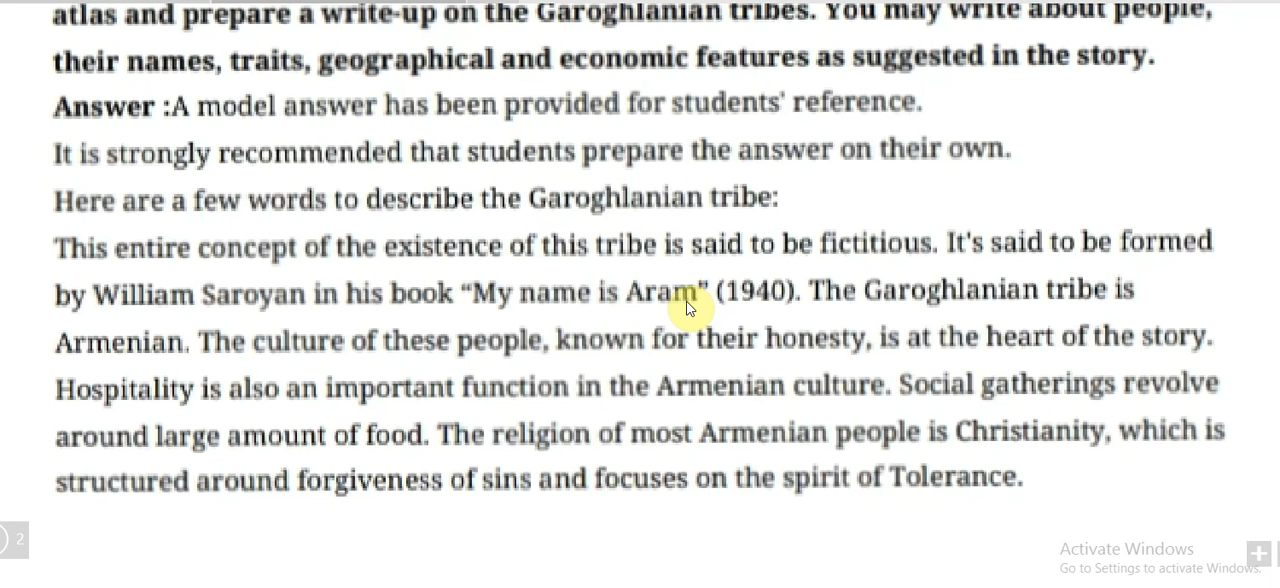 atlas and prepare a write-up on the Garoghlanian tribes. You may write about people,
their names, traits, geographical and economic features as suggested in the story.
Answer :A model answer has been provided for students' reference.
It is strongly recommended that students prepare the answer on their own.
Here are a few words to describe the Garoghlanian tribe:
This entire concept of the existence of this tribe is said to be fictitious. It's said to be formed
by William Saroyan in his book “My name is Aram” (1940). The Garoghlanian tribe is
Armenian. The culture of these people, known for their honesty, is at the heart of the story.
Hospitality is also an important function in the Armenian culture. Social gatherings revolve
around large amount of food. The religion of most Armenian people is Christianity, which is
structured around forgiveness of sins and focuses on the spirit of Tolerance.
2
Activate Windows
Go to Settings to activate Windows.